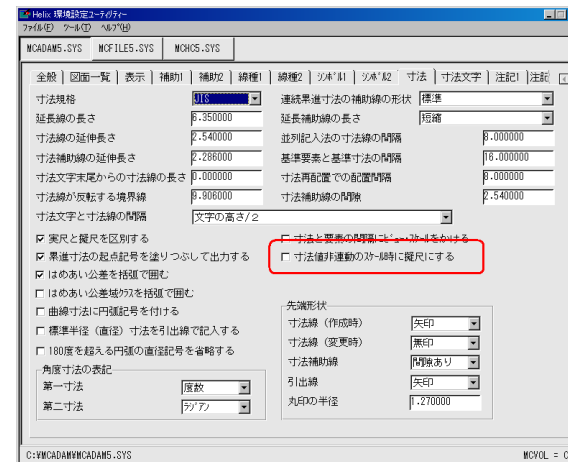 Helix 環境設定ユーティリティー
ファイル(F) ツール(T) ヘルプ(H)
MCADAM5.SYS MCFILE5.SYS MCHC5.SYS
全般 図面一覧 表示 補助1 補助2 線種1 線種2 シンボル1 シンボル2 寸法 寸法文字 注記1 注記
寸法規格 JIS 連続累進寸法の補助線の形状 標準
延長線の長さ 6.350000 延長補助線の長さ 短縮
寸法線の延伸長さ 2.540000 並列記入法の寸法線の間隔 8.000000
寸法補助線の延伸長さ 2.286000 基準要素と基準寸法の間隔 16.000000
寸法文字末尾からの寸法線の長さ 0.000000 寸法再配置での配置間隔 8.000000
寸法線が反転する境界線 9.906000 寸法補助線の間隙 2.540000
寸法文字と寸法線の間隔 文字の高さ/2
実尺と擬尺を区別する 寸法と要素の間隔にビュー・スケールをかける
累進寸法の起点記号を塗りつぶして出力する 寸法値非連動のスケール時に擬尺にする
はめあい公差を括弧で囲む
はめあい公差域クラスを括弧で囲む
曲線寸法に円弧記号を付ける
標準半径（直径）寸法を引出線で記入する
180度を超える円弧の直径記号を省略する
先端形状
寸法線（作成時） 矢印
寸法線（変更時） 無印
寸法補助線 間隙あり
引出線 矢印
丸印の半径 1.270000
角度寸法の表記
第一寸法 度数
第二寸法 ラジアン
C:¥MCADAM¥MCADAM5.SYS MCVOL = C